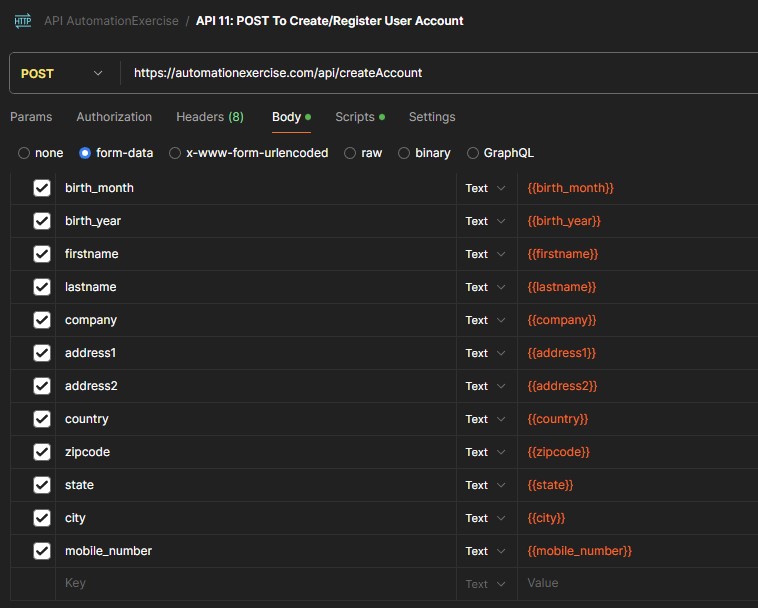 HTTP API AutomationExercise / API 11: POST To Create/Register User Account
POST https://automationexercise.com/api/createAccount
Params Authorization Headers (8) Body Scripts Settings
none form-data x-www-form-urlencoded raw binary GraphQL
birth_month Text {{birth_month}}
birth_year Text {{birth_year}}
firstname Text {{firstname}}
lastname Text {{lastname}}
company Text {{company}}
address1 Text {{address1}}
address2 Text {{address2}}
country Text {{country}}
zipcode Text {{zipcode}}
state Text {{state}}
city Text {{city}}
mobile_number Text {{mobile_number}}
Key Text Value